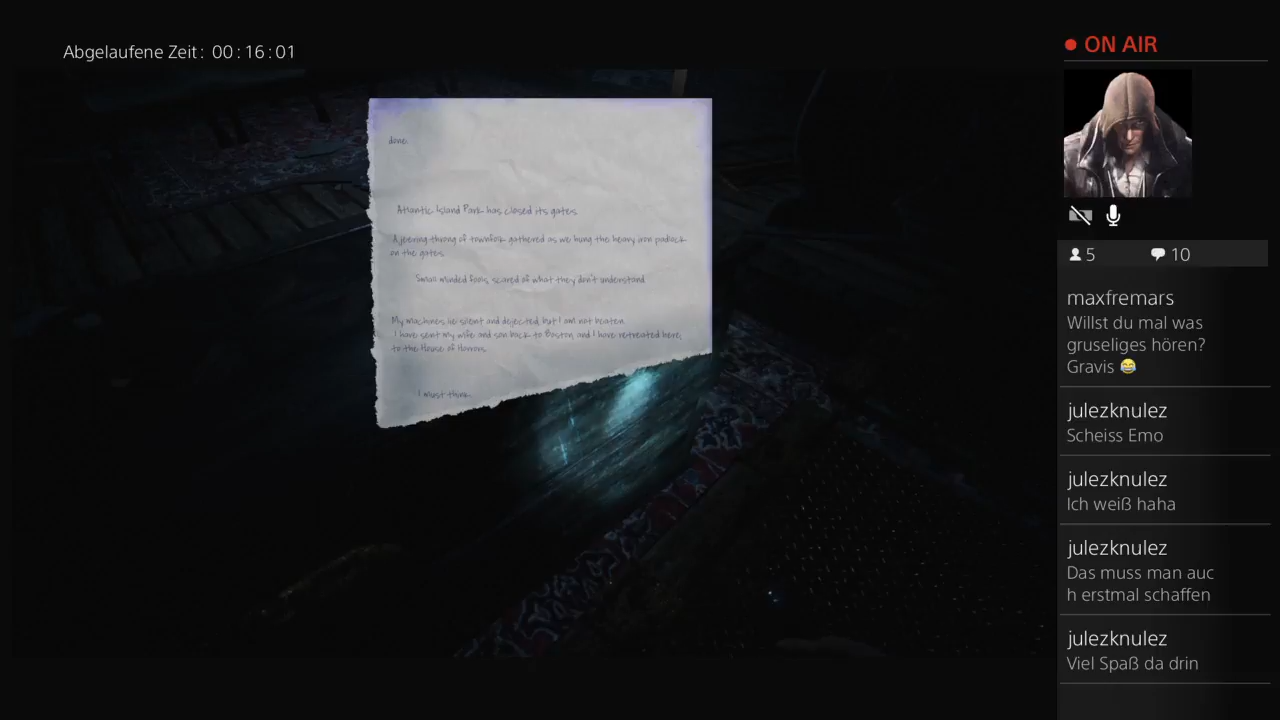 Abgelaufene Zeit: 00:16:01
ON AIR
done.
Atlantic Island Park has closed its gates.
A jeering throng of townfolk gathered as we hung the heavy iron padlock
on the gates.
Small minded fools, scared of what they don't understand
My machines lie silent and dejected, but I am not beaten.
I have sent my wife and son back to Boston, and I have retreated here,
to the House of Horrors.
I must think.
5
10
maxfremars
Willst du mal was
gruseliges hören?
Gravis 😂
julezknulez
Scheiss Emo
julezknulez
Ich weiß haha
julezknulez
Das muss man auc
h erstmal schaffen
julezknulez
Viel Spaß da drin